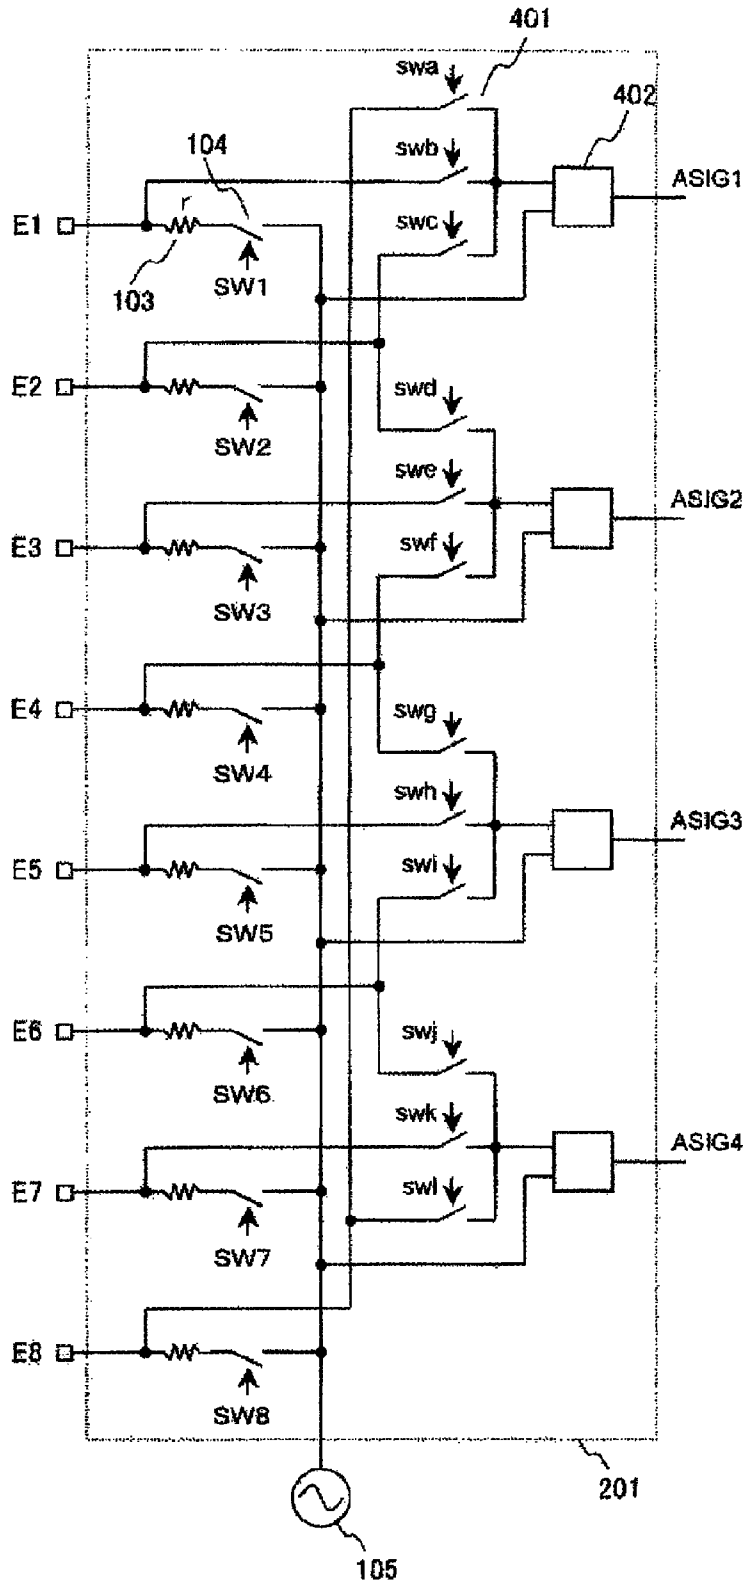 401
swa
402
104
swb
ASIG1
r
E1
swc
103
SW1
E2
swd
SW2
swe
ASIG2
E3
swf
SW3
E4
swg
SW4
swh
ASIG3
E5
swi
SW5
E6
swj
SW6
swk
ASIG4
E7
swl
SW7
E8
SW8
201
105